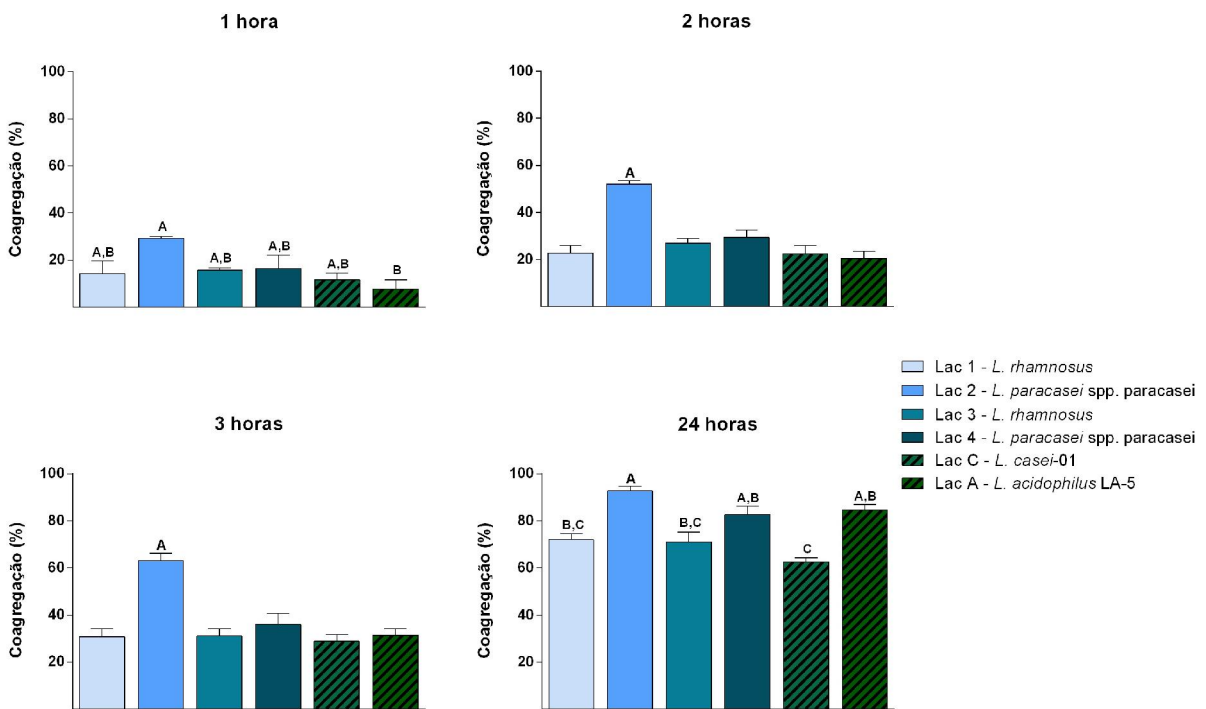 1 hora
Coagregação (%)
100
80
60
40
20
A,B
A
A,B
A,B
A,B
B
2 horas
Coagregação (%)
100
80
60
40
20
A
3 horas
Coagregação (%)
100
80
60
40
20
A
24 horas
Coagregação (%)
100
80
60
40
20
B,C
A
B,C
A,B
C
A,B
Lac 1 - L. rhamnosus
Lac 2 - L. paracasei spp. paracasei
Lac 3 - L. rhamnosus
Lac 4 - L. paracasei spp. paracasei
Lac C - L. casei-01
Lac A - L. acidophilus LA-5